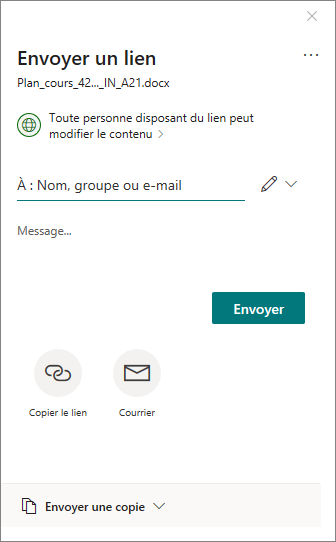 Envoyer un lien
Plan_cours_42..._IN_A21.docx
Toute personne disposant du lien peut
modifier le contenu
À : Nom, groupe ou e-mail
Message...
Envoyer
Copier le lien
Courrier
Envoyer une copie